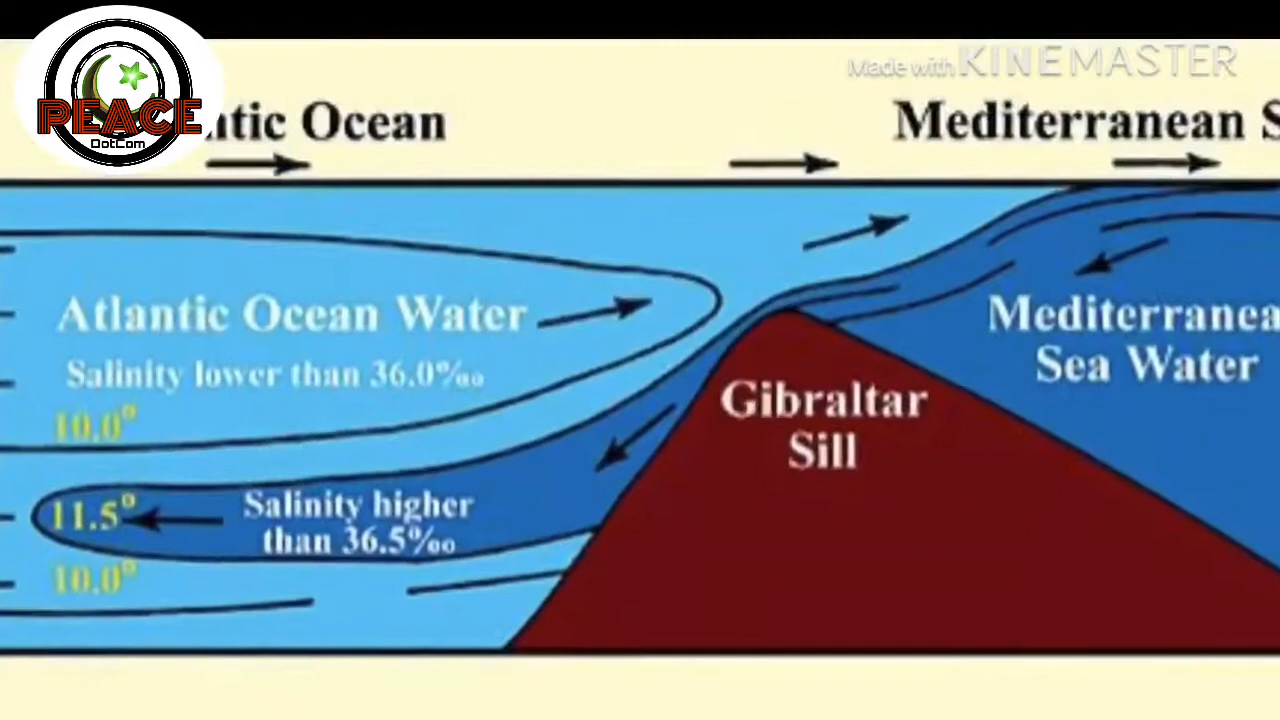 PEACE
DotCom
Made with KINEMASTER
ntic Ocean
Mediterranean S
Atlantic Ocean Water
Salinity lower than 36.0‰
10.0°
Gibraltar
Sill
Mediterranea
Sea Water
11.5°
Salinity higher
than 36.5‰
10.0°